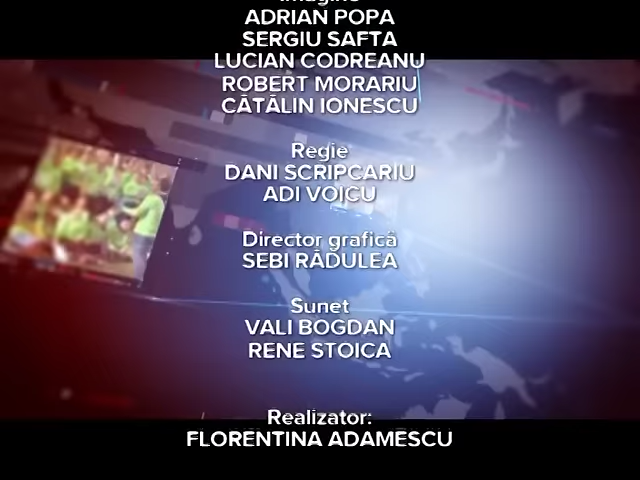 Imagine
ADRIAN POPA
SERGIU SAFTA
LUCIAN CODREANU
ROBERT MORARIU
CĂTĂLIN IONESCU
Regie
DANI SCRIPCARIU
ADI VOICU
Director grafică
SEBI RĂDULEA
Sunet
VALI BOGDAN
RENE STOICA
Realizator:
FLORENTINA ADAMESCU